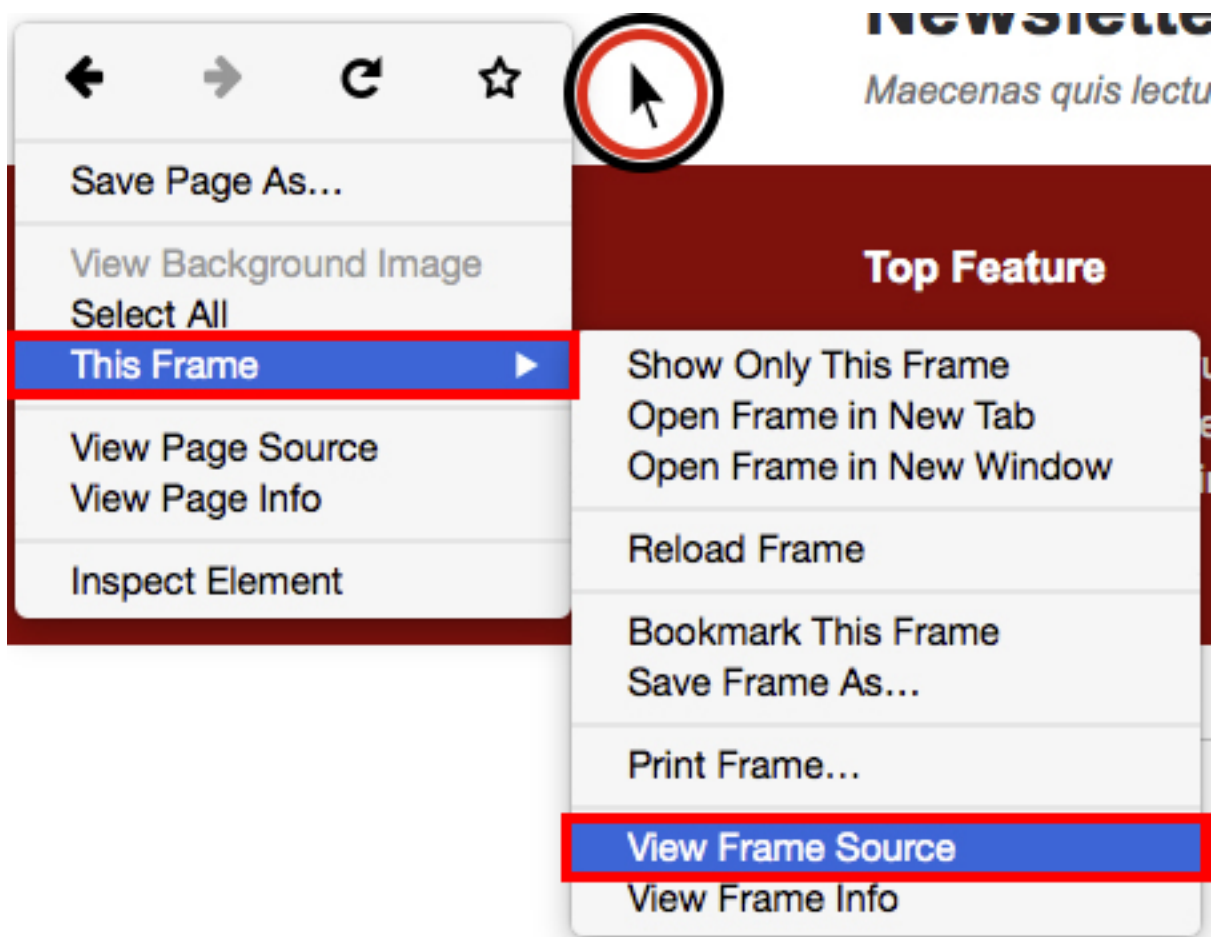 Newslette
Maecenas quis lectu
Save Page As…
View Background Image
Select All
This Frame
View Page Source
View Page Info
Inspect Element
Top Feature
Show Only This Frame
Open Frame in New Tab
Open Frame in New Window
Reload Frame
Bookmark This Frame
Save Frame As…
Print Frame…
View Frame Source
View Frame Info